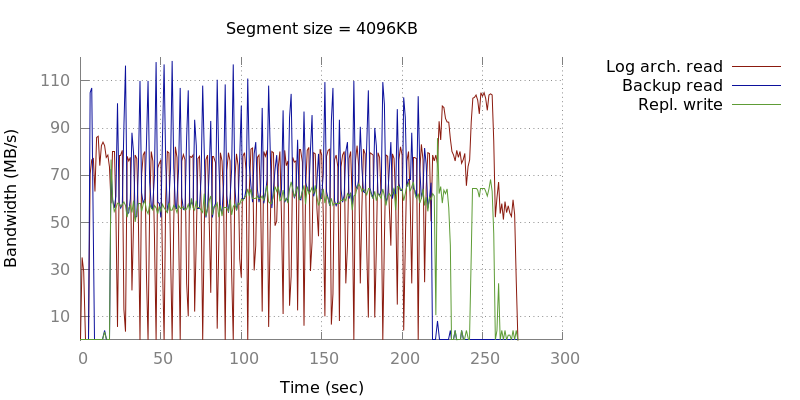 Segment size = 4096KB
Log arch. read
Backup read
Repl. write
Bandwidth (MB/s)
110
90
70
50
30
10
0 50 100 150 200 250 300
Time (sec)